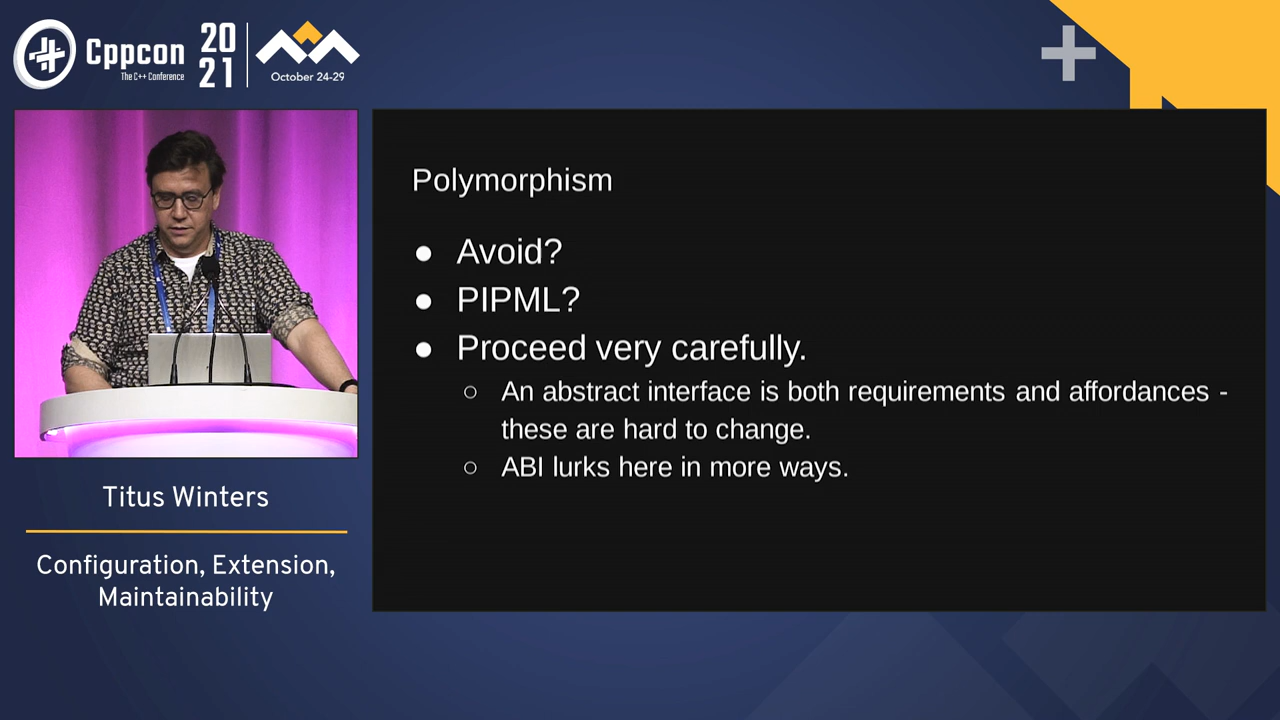 Cppcon
The C++ Conference
20
21
October 24-29
Polymorphism
● Avoid?
● PIPML?
● Proceed very carefully.
○ An abstract interface is both requirements and affordances -
these are hard to change.
○ ABI lurks here in more ways.
Titus Winters
Configuration, Extension,
Maintainability